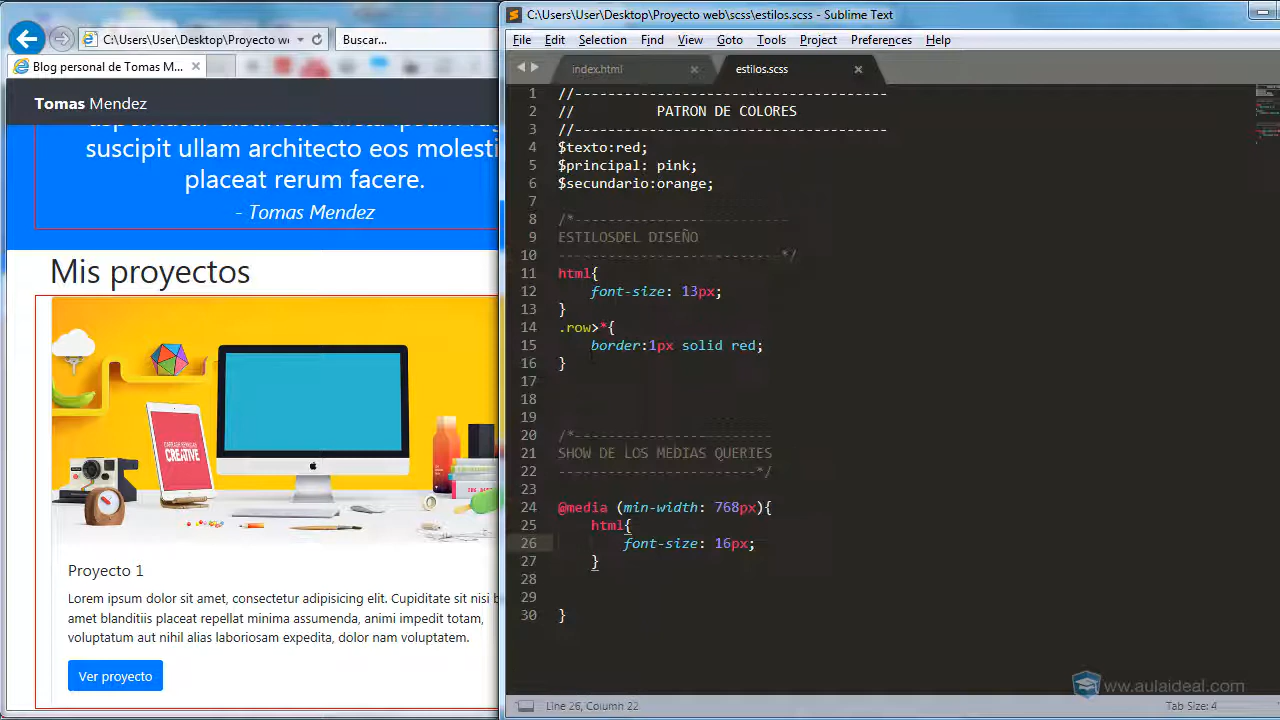 C:\Users\User\Desktop\Proyecto we
Buscar...
Blog personal de Tomas M...
Tomas Mendez
suscipit ullam architecto eos molesti
placeat rerum facere.
- Tomas Mendez
Mis proyectos
CREATIVE
Proyecto 1
Lorem ipsum dolor sit amet, consectetur adipisicing elit. Cupiditate sit nisi
amet blanditiis placeat repellat minima assumenda, animi impedit totam,
voluptatum aut nihil alias laboriosam expedita, dolor nam voluptatem.
Ver proyecto
C:\Users\User\Desktop\Proyecto web\scss\estilos.scss - Sublime Text
File Edit Selection Find View Goto Tools Project Preferences Help
index.html
estilos.scss
1 //--------------------------------------
2 // PATRON DE COLORES
3 //--------------------------------------
4 $texto:red;
5 $principal: pink;
6 $secundario:orange;
7
8 /*--------------------------
9 ESTILOSDEL DISEÑO
10 ---------------------------*/
11 html{
12 font-size: 13px;
13 }
14 .row>*{
15 border:1px solid red;
16 }
17
18
19
20 /*------------------------
21 SHOW DE LOS MEDIAS QUERIES
22 ------------------------*/
23
24 @media (min-width: 768px){
25 html{
26 font-size: 16px;
27 }
28
29
30 }
ww.aulaideal.com
Line 26, Column 22
Tab Size: 4